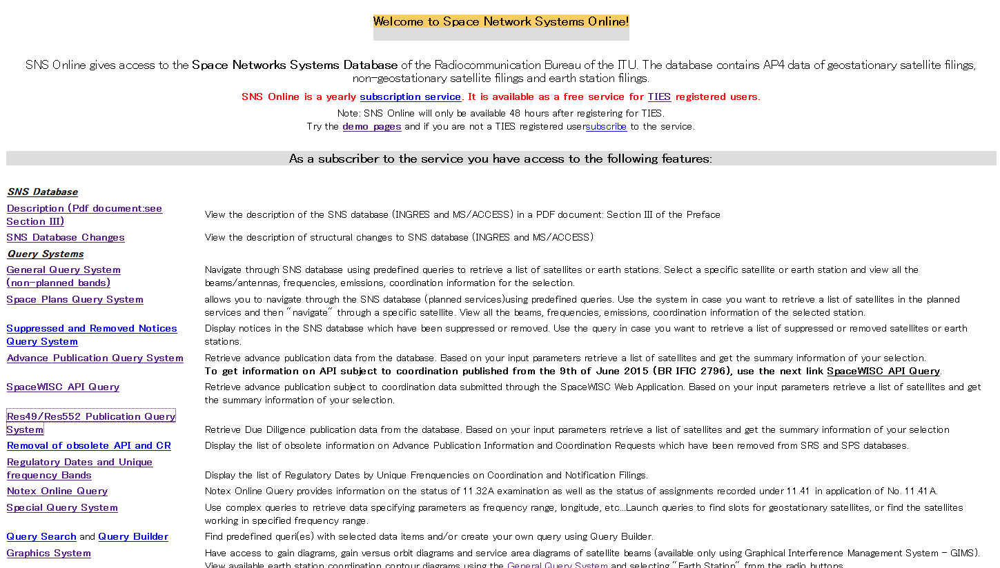 Welcome to Space Network Systems Online!
SNS Online gives access to the Space Networks Systems Database of the Radiocommunication Bureau of the ITU. The database contains AP4 data of geostationary satellite filings,
non-geostationary satellite filings and earth station filings.
SNS Online is a yearly subscription service. It is available as a free service for TIES registered users.
Note: SNS Online will only be available 48 hours after registering for TIES.
Try the demo pages and if you are not a TIES registered usersubscribe to the service.
As a subscriber to the service you have access to the following features:
SNS Database
Description (Pdf document:see
Section III)
View the description of the SNS database (INGRES and MS/ACCESS) in a PDF document: Section III of the Preface
SNS Database Changes
View the description of structural changes to SNS database (INGRES and MS/ACCESS)
Query Systems
General Query System
(non-planned bands)
Navigate through SNS database using predefined queries to retrieve a list of satellites or earth stations. Select a specific satellite or earth station and view all the
beams/antennas, frequencies, emissions, coordination information for the selection.
Space Plans Query System
allows you to navigate through the SNS database (planned services)using predefined queries. Use the system in case you want to retrieve a list of satellites in the planned
services and then "navigate" through a specific satellite. View all the beams, frequencies, emissions, coordination information of the selected station.
Suppressed and Removed Notices
Query System
Display notices in the SNS database which have been suppressed or removed. Use the query in case you want to retrieve a list of suppressed or removed satellites or earth
stations.
Advance Publication Query System
Retrieve advance publication data from the database. Based on your input parameters retrieve a list of satellites and get the summary information of your selection.
To get information on API subject to coordination published from the 9th of June 2015 (BR IFIC 2796), use the next link SpaceWISC API Query.
SpaceWISC API Query
Retrieve advance publication subject to coordination data submitted through the SpaceWISC Web Application. Based on your input parameters retrieve a list of satellites and get
the summary information of your selection.
Res49/Res552 Publication Query
System
Retrieve Due Diligence publication data from the database. Based on your input parameters retrieve a list of satellites and get the summary information of your selection
Removal of obsolete API and CR
Display the list of obsolete information on Advance Publication Information and Coordination Requests which have been removed from SRS and SPS databases.
Regulatory Dates and Unique
frequency Bands
Display the list of Regulatory Dates by Unique Frenquencies on Coordination and Notification Filings.
Notex Online Query
Notex Online Query provides information on the status of 11.32A examination as well as the status of assignments recorded under 11.41 in application of No. 11.41A.
Special Query System
Use complex queries to retrieve data specifying parameters as frequency range, longitude, etc...Launch queries to find slots for geostationary satellites, or find the satellites
working in specified frequency range.
Query Search and Query Builder
Find predefined queri(es) with selected data items and/or create your own query using Query Builder.
Graphics System
Have access to gain diagrams, gain versus orbit diagrams and service area diagrams of satellite beams (available only using Graphical Interference Management System - GIMS).
View available earth station coordination contour diagrams using the General Query System and selecting "Earth Station" from the radio buttons.